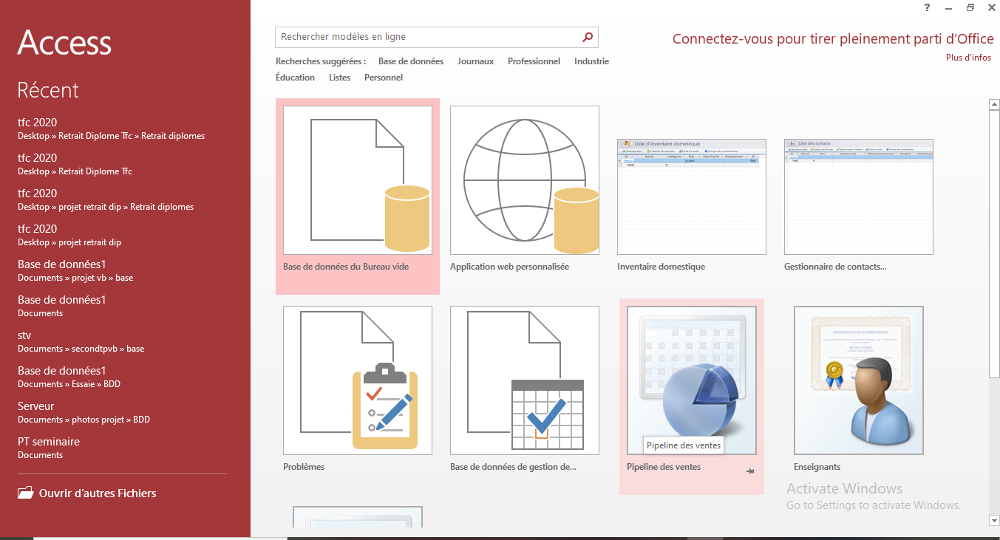 Access
Récent
tfc 2020
Desktop » Retrait Diplome Tfc » Retrait diplomes
tfc 2020
Desktop » Retrait Diplome Tfc
tfc 2020
Desktop » projet retrait dip » Retrait diplomes
tfc 2020
Desktop » projet retrait dip
Base de données1
Documents » projet vb » base
Base de données1
Documents
stv
Documents » secondtpvb » base
Base de données1
Documents » Essaie » BDD
Serveur
Documents » photos projet » BDD
PT seminaire
Documents
Ouvrir d'autres Fichiers
?
Rechercher modèles en ligne
Connectez-vous pour tirer pleinement parti d'Office
Plus d'infos
Recherches suggérées : Base de données Journaux Professionnel Industrie
Éducation Listes Personnel
Liste d'inventaire domestique
Liste des contacts
Base de données du Bureau vide
Application web personnalisée
Inventaire domestique
Gestionnaire de contacts...
Pipeline des ventes
Problèmes
Base de données de gestion de...
Pipeline des ventes
Enseignants
Activate Windows
Go to Settings to activate Windows.